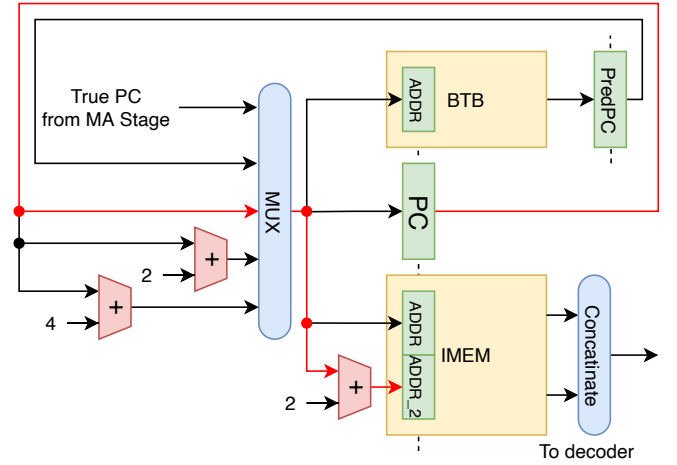 True PC
from MA Stage
MUX
+
2
+
4
ADDR
BTB
PredPC
PC
ADDR
ADDR_2
IMEM
+
2
Concatinate
To decoder